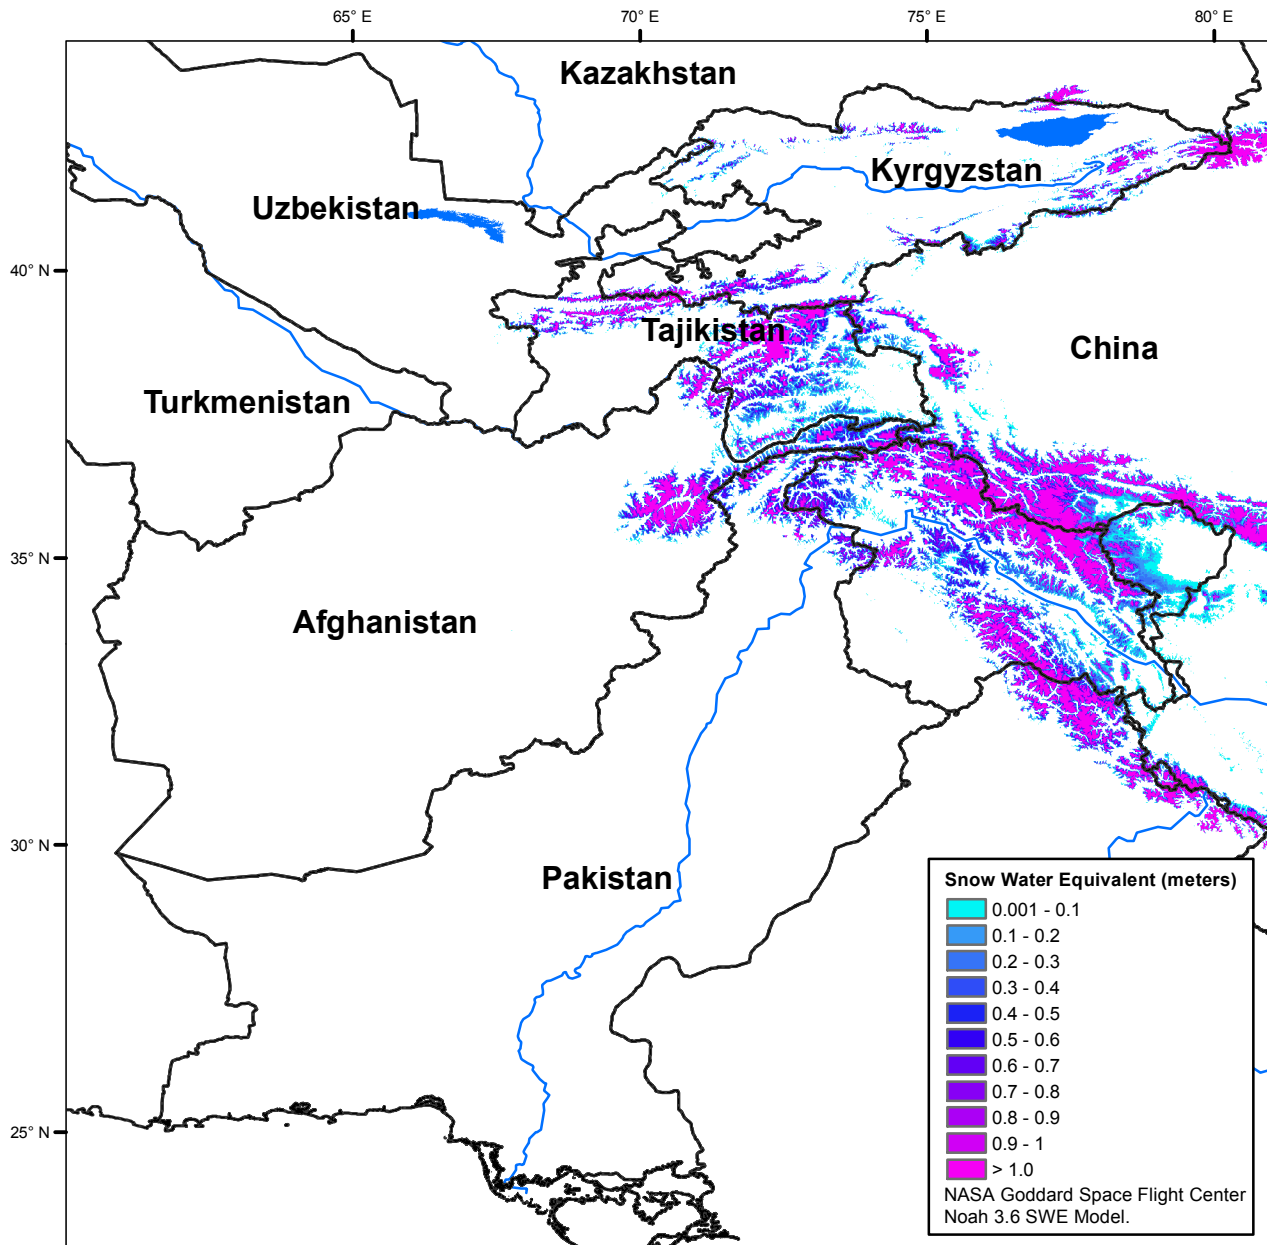 65° E
70° E
75° E
80° E
Kazakhstan
Kyrgyzstan
Uzbekistan
40° N
Tajikistan
China
Turkmenistan
35° N
Afghanistan
30° N
Pakistan
25° N
Snow Water Equivalent (meters)
0.001 - 0.1
0.1 - 0.2
0.2 - 0.3
0.3 - 0.4
0.4 - 0.5
0.5 - 0.6
0.6 - 0.7
0.7 - 0.8
0.8 - 0.9
0.9 - 1
> 1.0
NASA Goddard Space Flight Center
Noah 3.6 SWE Model.